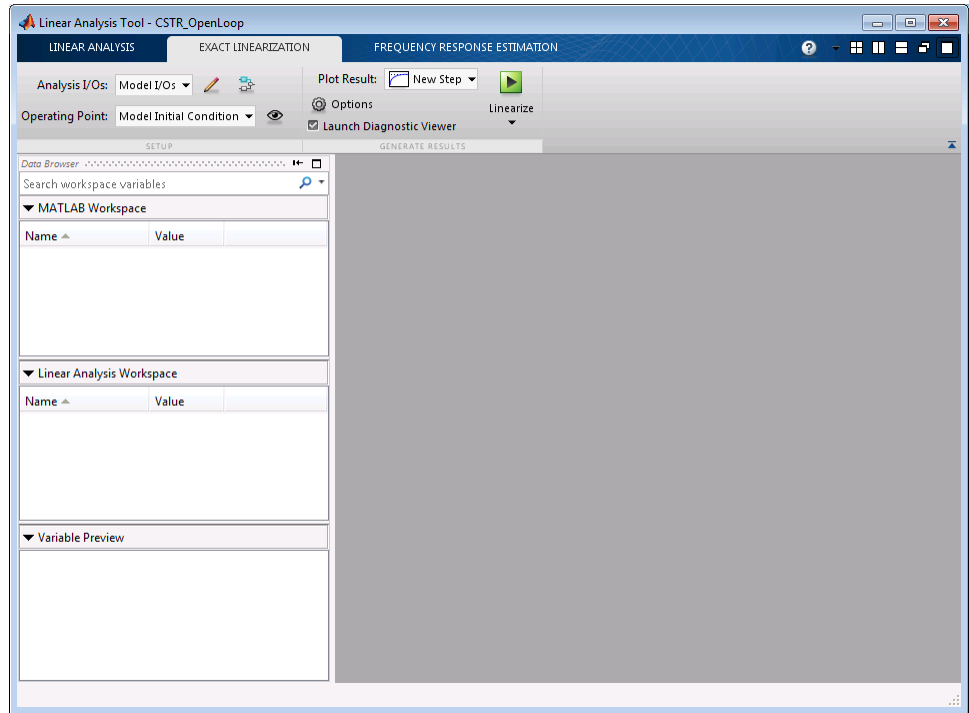 Linear Analysis Tool - CSTR_OpenLoop
LINEAR ANALYSIS EXACT LINEARIZATION FREQUENCY RESPONSE ESTIMATION
Analysis I/Os: Model I/Os
Operating Point: Model Initial Condition
SETUP
Plot Result: New Step
Options
Launch Diagnostic Viewer
Linearize
GENERATE RESULTS
Data Browser
Search workspace variables
MATLAB Workspace
Name Value
Linear Analysis Workspace
Name Value
Variable Preview